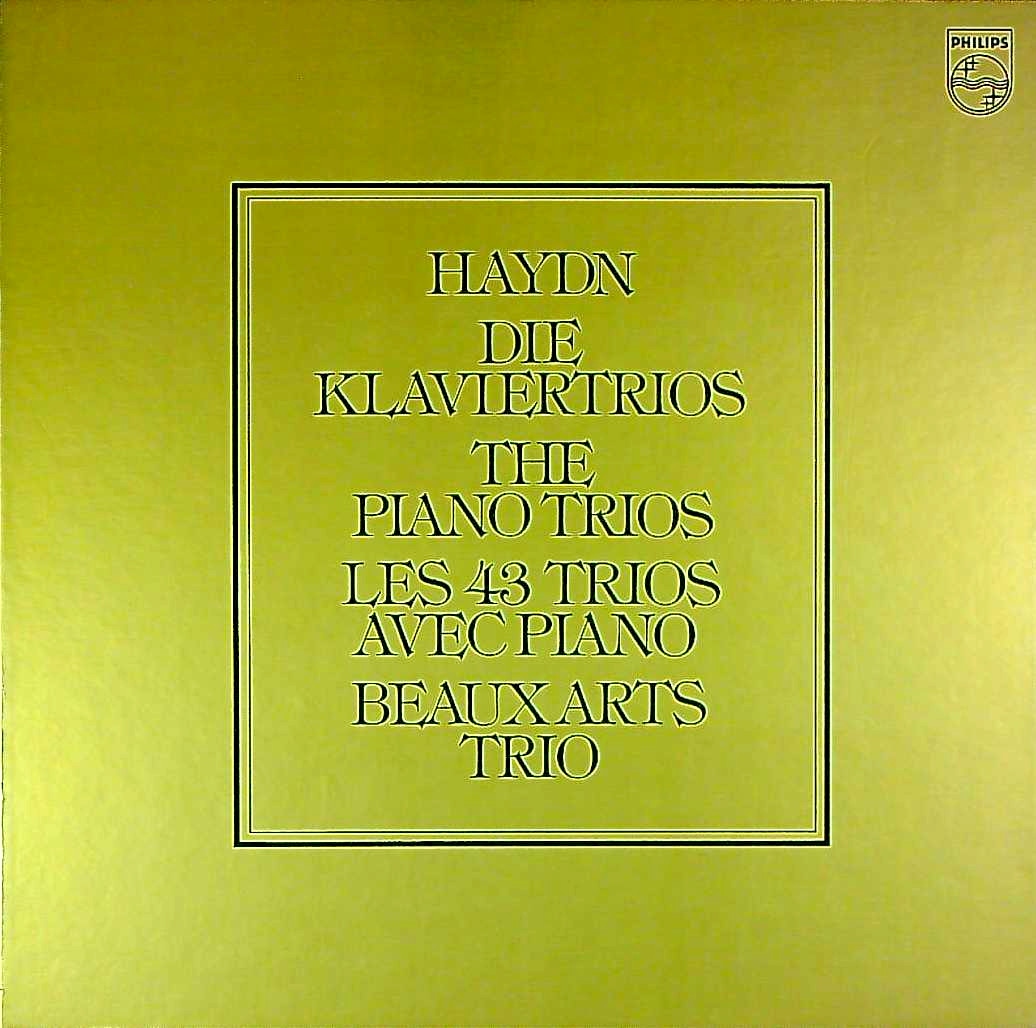 PHILIPS
HAYDN
DIE
KLAVIERTRIOS
THE
PIANO TRIOS
LES 43 TRIOS
AVEC PIANO
BEAUX ARTS
TRIO